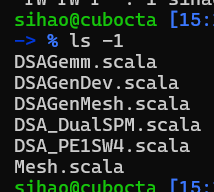 sihao@cubocta [15:
-> % ls -1
DSAGemm.scala
DSAGenDev.scala
DSAGenMesh.scala
DSA_DualSPM.scala
DSA_PE1SW4.scala
Mesh.scala
sihao@cubocta [15: